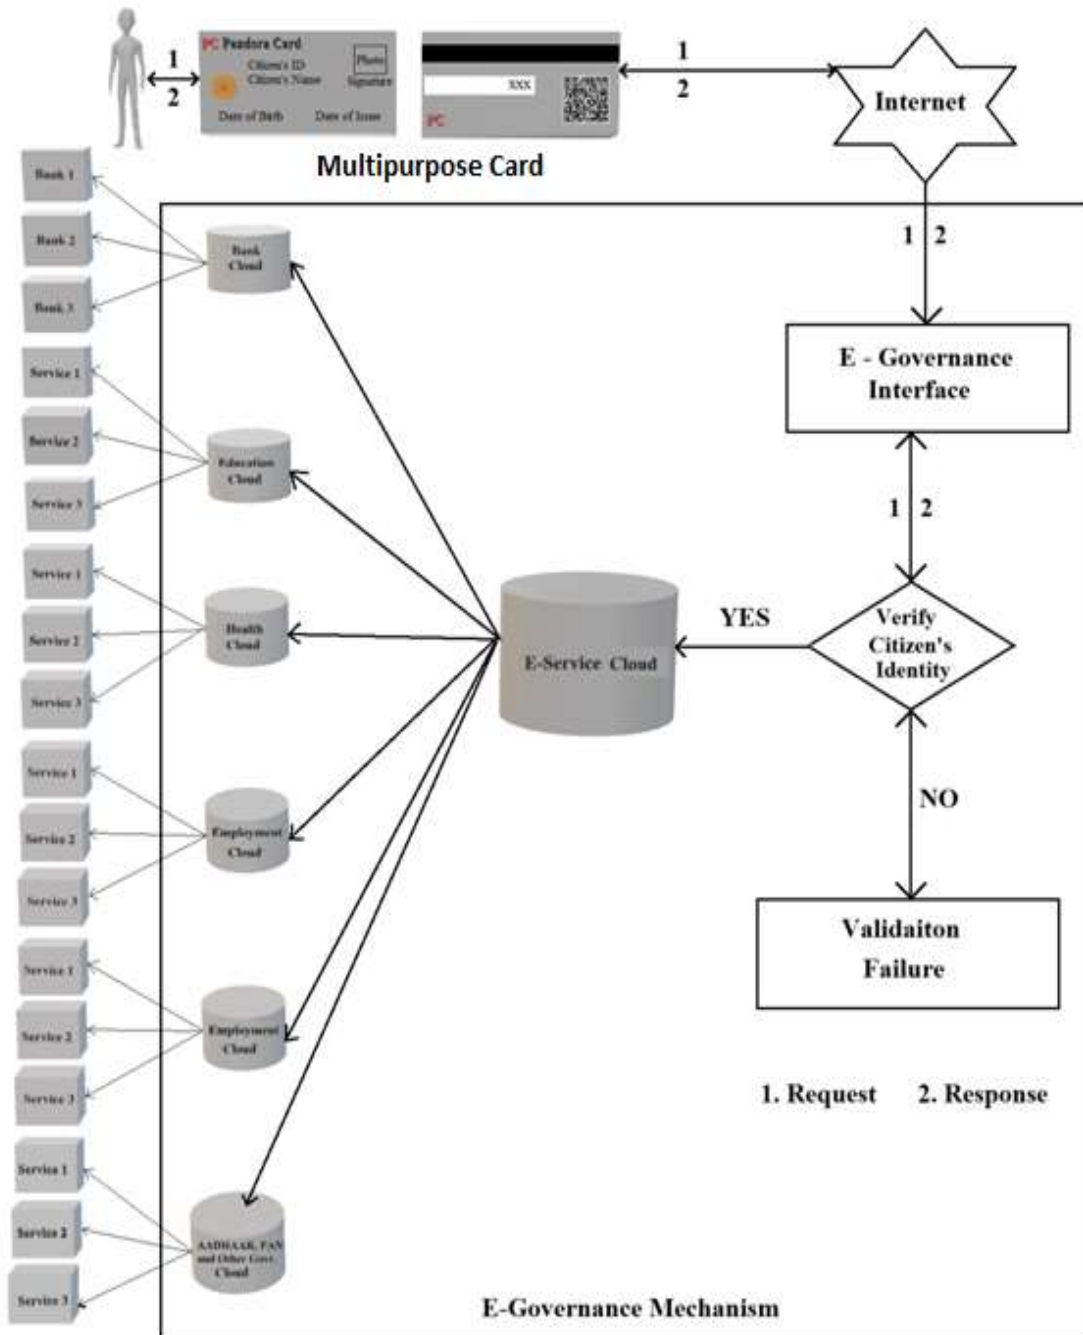 PC Pandora Card
Citizen's ID
Citizen's Name
Photo
Signature
Date of Birth
Date of Issue
XXX
PC
Multipurpose Card
1
2
1
2
Internet
1 2
E - Governance
Interface
1 2
Verify
Citizen's
Identity
YES
NO
Validaiton
Failure
1. Request
2. Response
E-Service Cloud
Bank
Cloud
Bank 1
Bank 2
Bank 3
Education
Cloud
Service 1
Service 2
Service 3
Health
Cloud
Service 1
Service 2
Service 3
Employment
Cloud
Service 1
Service 2
Service 3
Employment
Cloud
Service 1
Service 2
Service 3
AADHAAR, PAN
and Other Govt.
Cloud
Service 1
Service 2
Service 3
E-Governance Mechanism